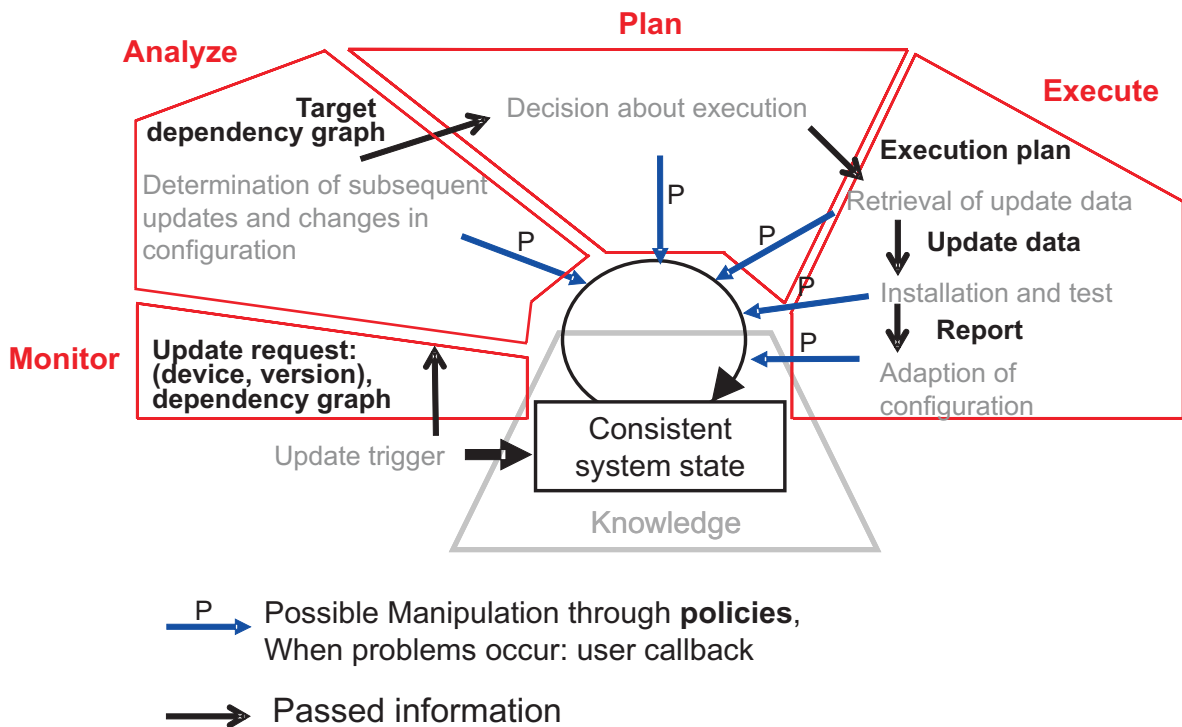 Plan
Analyze
Execute
Target
dependency graph
Decision about execution
Execution plan
Determination of subsequent
updates and changes in
configuration
P
P
P
Retrieval of update data
Update data
P
Installation and test
Report
P
Adaption of
configuration
Monitor
Update request:
(device, version),
dependency graph
Update trigger
Consistent
system state
Knowledge
P
Possible Manipulation through policies,
When problems occur: user callback
Passed information